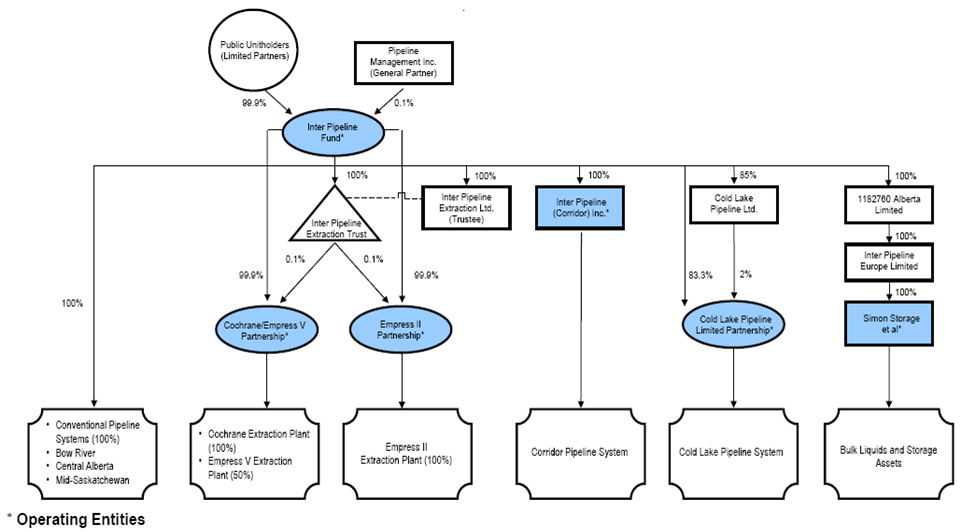 Public Unitholders
(Limited Partners)
Pipeline
Management Inc.
(General Partner)
99.9%
0.1%
Inter Pipeline
Fund*
100%
100%
100%
85%
100%
Inter Pipeline
Extraction Trust
Inter Pipeline
Extraction Ltd.
(Trustee)
Inter Pipeline
(Corridor) Inc.*
Cold Lake
Pipeline Ltd.
1182760 Alberta
Limited
100%
Inter Pipeline
Europe Limited
0.1%
0.1%
99.9%
99.9%
83.3%
2%
100%
100%
Cochrane/Empress V
Partnership*
Empress II
Partnership*
Cold Lake Pipeline
Limited Partnership*
Simon Storage
et al*
• Conventional Pipeline
Systems (100%)
• Bow River
• Central Alberta
• Mid-Saskatchewan
• Cochrane Extraction Plant
(100%)
• Empress V Extraction
Plant (50%)
Empress II
Extraction Plant (100%)
Corridor Pipeline System
Cold Lake Pipeline System
Bulk Liquids and Storage
Assets
* Operating Entities